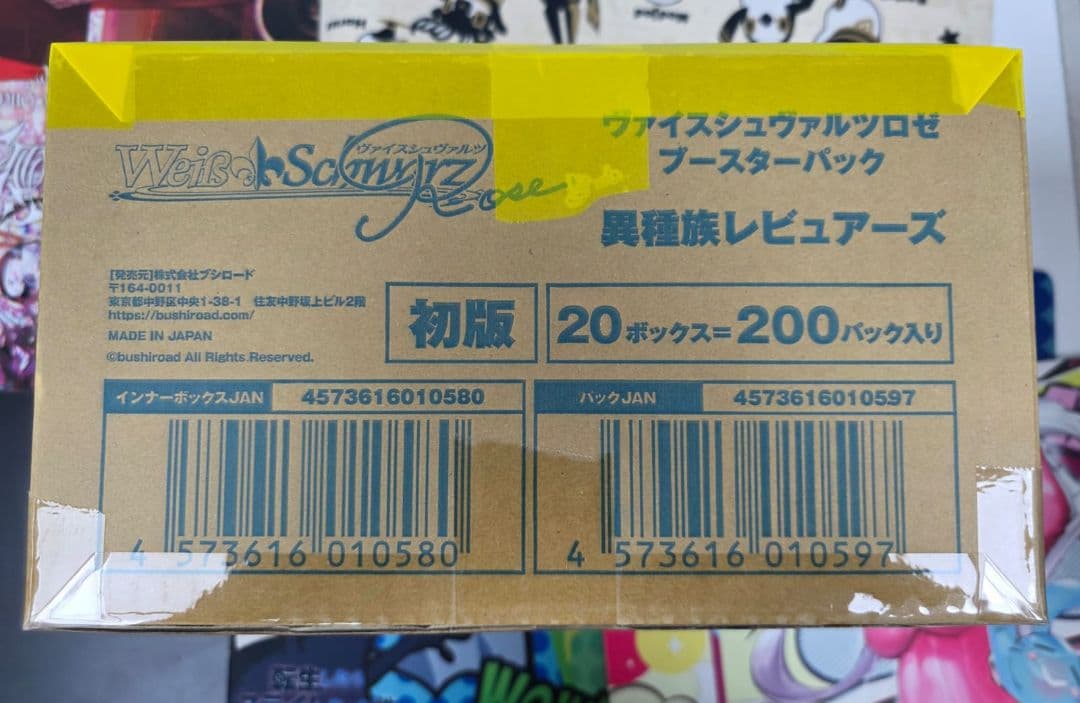 Weiß Schwarz
ヴァイスシュヴァルツ
Rose
ヴァイスシュヴァルツロゼ
ブースターパック
異種族レビュアーズ
[発売元]株式会社ブシロード
〒164-0011
東京都中野区中央1-38-1 住友中野坂上ビル2階
https://bushiroad.com/
MADE IN JAPAN
©bushiroad All Rights Reserved.
初版
20ボックス=200パック入り
インナーボックスJAN 4573616010580
パックJAN 4573616010597
4 573616 010580
4 573616 010597
転生